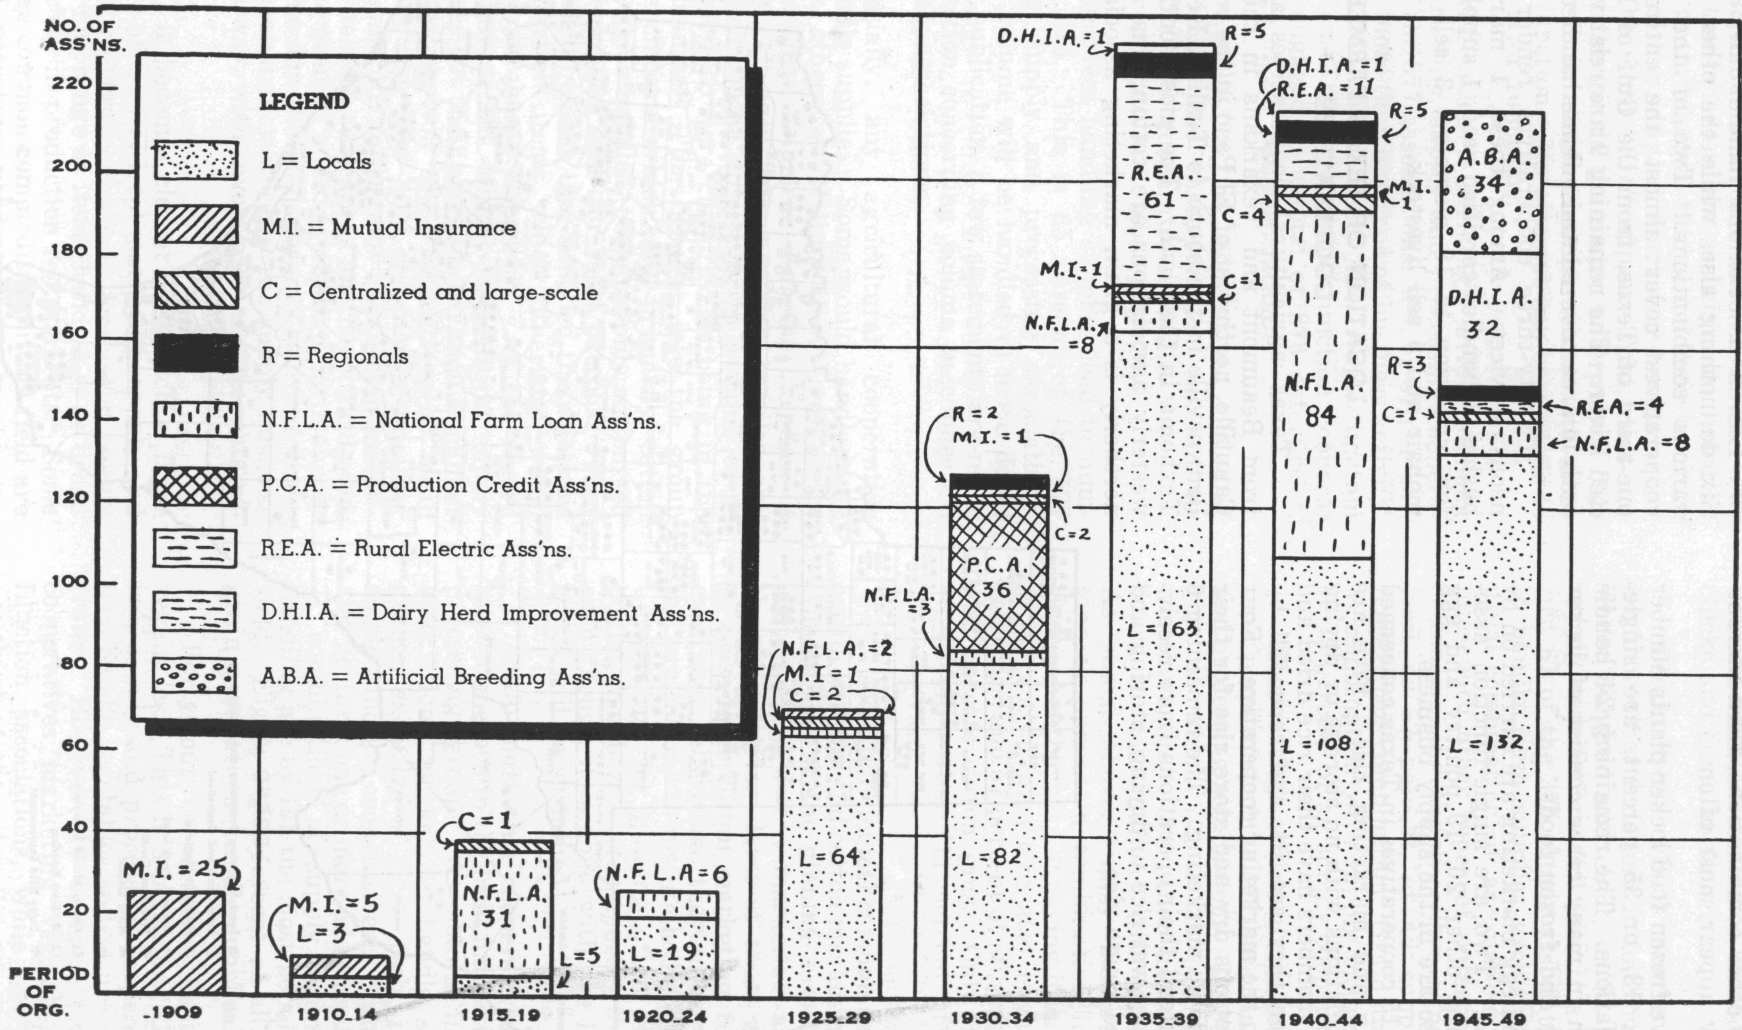 NO. OF
ASS'NS.
220
200
180
160
140
120
100
80
60
40
20
PERIOD
OF
ORG.
LEGEND
L = Locals
M.I. = Mutual Insurance
C = Centralized and large-scale
R = Regionals
N.F.L.A. = National Farm Loan Ass'ns.
P.C.A. = Production Credit Ass'ns.
R.E.A. = Rural Electric Ass'ns.
D.H.I.A. = Dairy Herd Improvement Ass'ns.
A.B.A. = Artificial Breeding Ass'ns.
M.I.=25
M.I.=5
L=3
C=1
N.F.L.A.
31
L=5
N.F.L.A=6
L=19
N.F.L.A.=2
M.I=1
C=2
L=64
R=2
M.I.=1
C=2
P.C.A.
36
N.F.L.A.
=3
L=82
D.H.I.A.=1
R=5
R.E.A.
61
M.I=1
C=1
N.F.L.A.
=8
L=163
D.H.I.A.=1
R.E.A.=11
R=5
M.I.
1
C=4
N.F.L.A.
84
L=108
A.B.A.
34
D.H.I.A.
32
R=3
C=1
R.E.A.=4
N.F.L.A.=8
L=132
-1909
1910-14
1915-19
1920-24
1925-29
1930-34
1935-39
1940-44
1945-49